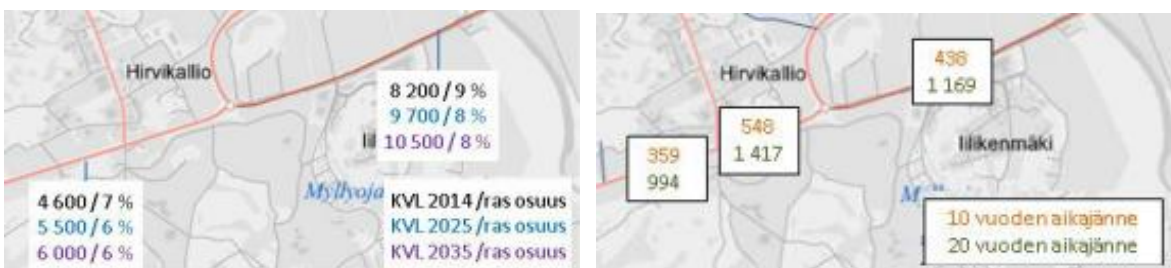 Hirvikallio
8 200 / 9 %
9 700 / 8 %
10 500 / 8 %
4 600 / 7 %
5 500 / 6 %
6 000 / 6 %
Myllyoja
KVL 2014 /ras osuus
KVL 2025 /ras osuus
KVL 2035 /ras osuus
Hirvikallio
438
1 169
548
1 417
Iilikenmäki
359
994
10 vuoden aikajänne
20 vuoden aikajänne